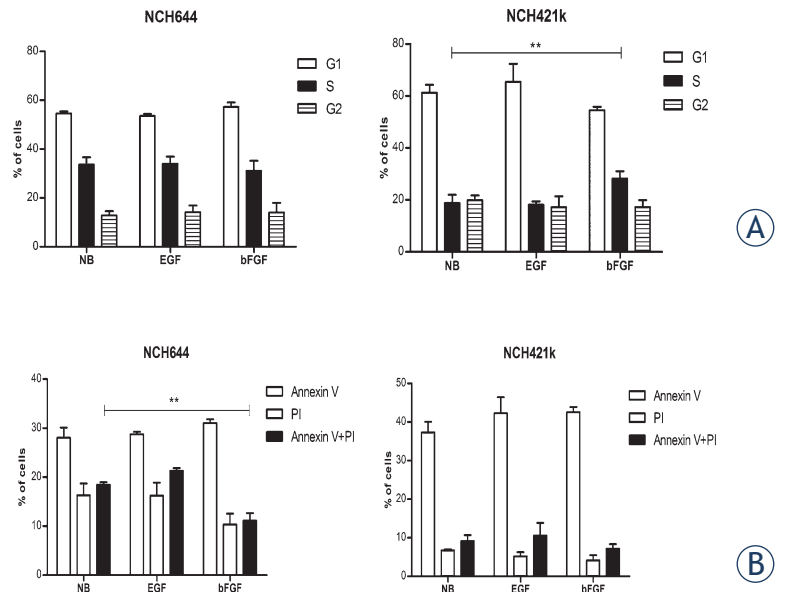 NCH644
80
60
40
20
0
% of cells
NB
EGF
bFGF
G1
S
G2
NCH421k
80
60
40
20
0
% of cells
**
NB
EGF
bFGF
G1
S
G2
A
NCH644
40
30
20
10
0
% of cells
**
NB
EGF
bFGF
Annexin V
PI
Annexin V+PI
NCH421k
50
40
30
20
10
0
% of cells
NB
EGF
bFGF
Annexin V
PI
Annexin V+PI
B